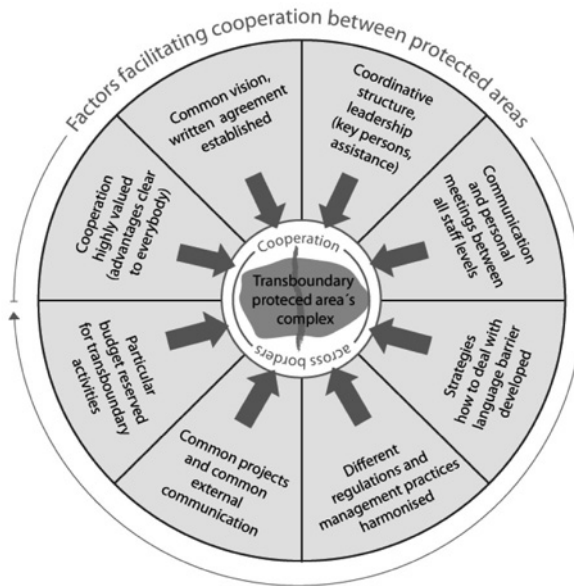 Factors facilitating cooperation between protected areas
Common vision,
written agreement
established
Coordinative
structure,
leadership
(key persons,
assistance)
Communication
and personal
meetings between
all staff levels
Strategies
how to deal with
language barrier
developed
Different
regulations and
management practices
harmonised
Common projects
and common
external
communication
Particular
budget reserved
for transboundary
activities
Cooperation
highly valued
(advantages clear
to everybody)
Cooperation
Transboundary
proteced area´s
complex
across borders